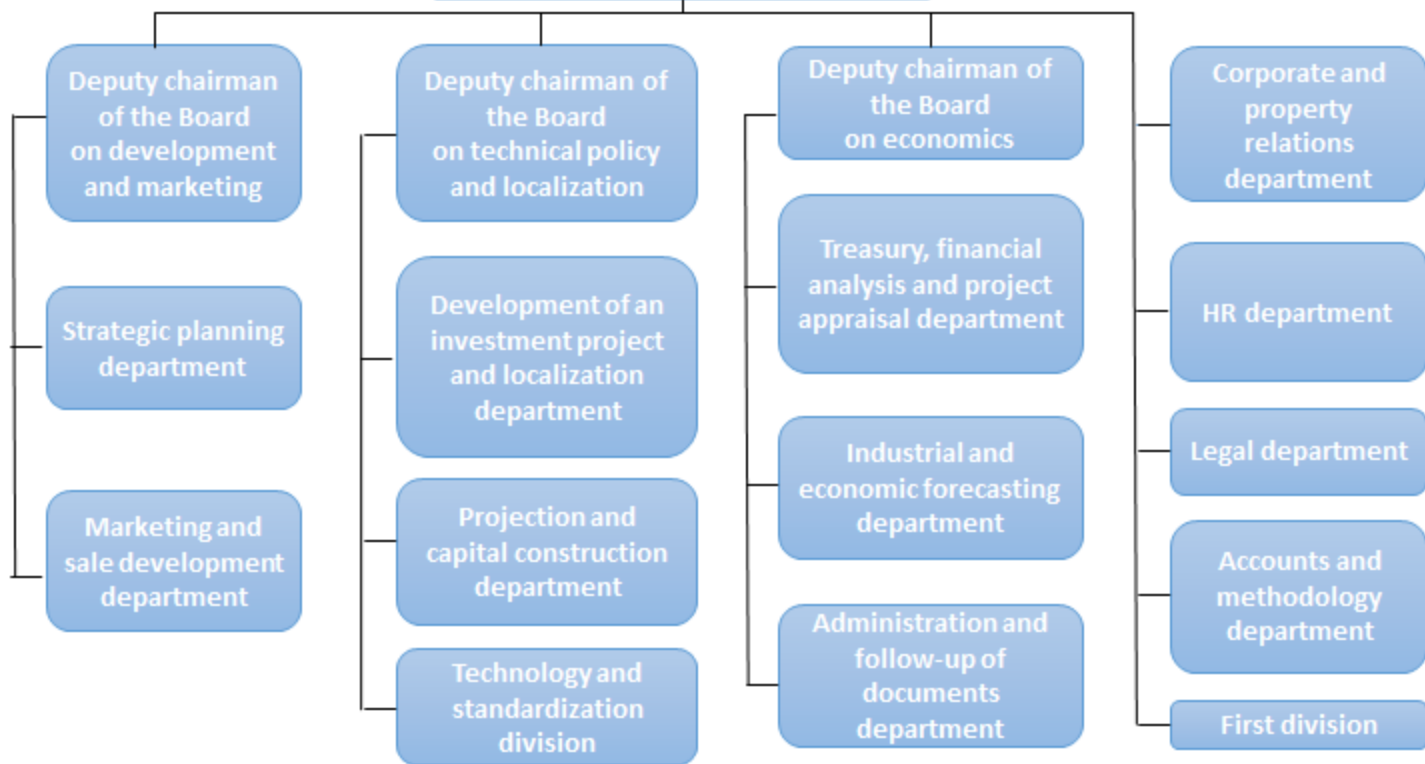 Deputy chairman
of the Board
on development
and marketing
Strategic planning
department
Marketing and
sale development
department
Deputy chairman of
the Board
on technical policy
and localization
Development of an
investment project
and localization
department
Projection and
capital construction
department
Technology and
standardization
division
Deputy chairman of
the Board
on economics
Treasury, financial
analysis and project
appraisal department
Industrial and
economic forecasting
department
Administration and
follow-up of
documents
department
Corporate and
property
relations
department
HR department
Legal department
Accounts and
methodology
department
First division